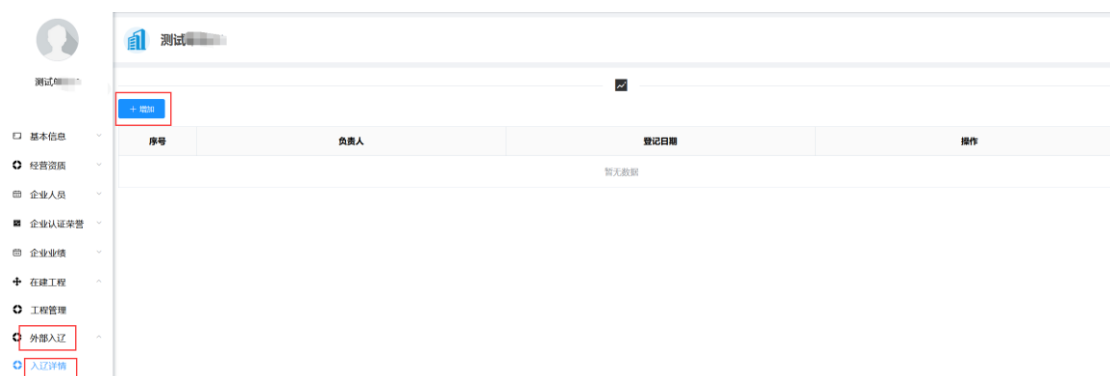 测试
测试
+ 增加
序号 负责人 登记日期 操作
暂无数据
基本信息
经营资质
企业人员
企业认证荣誉
企业业绩
在建工程
工程管理
外部入辽
入辽详情